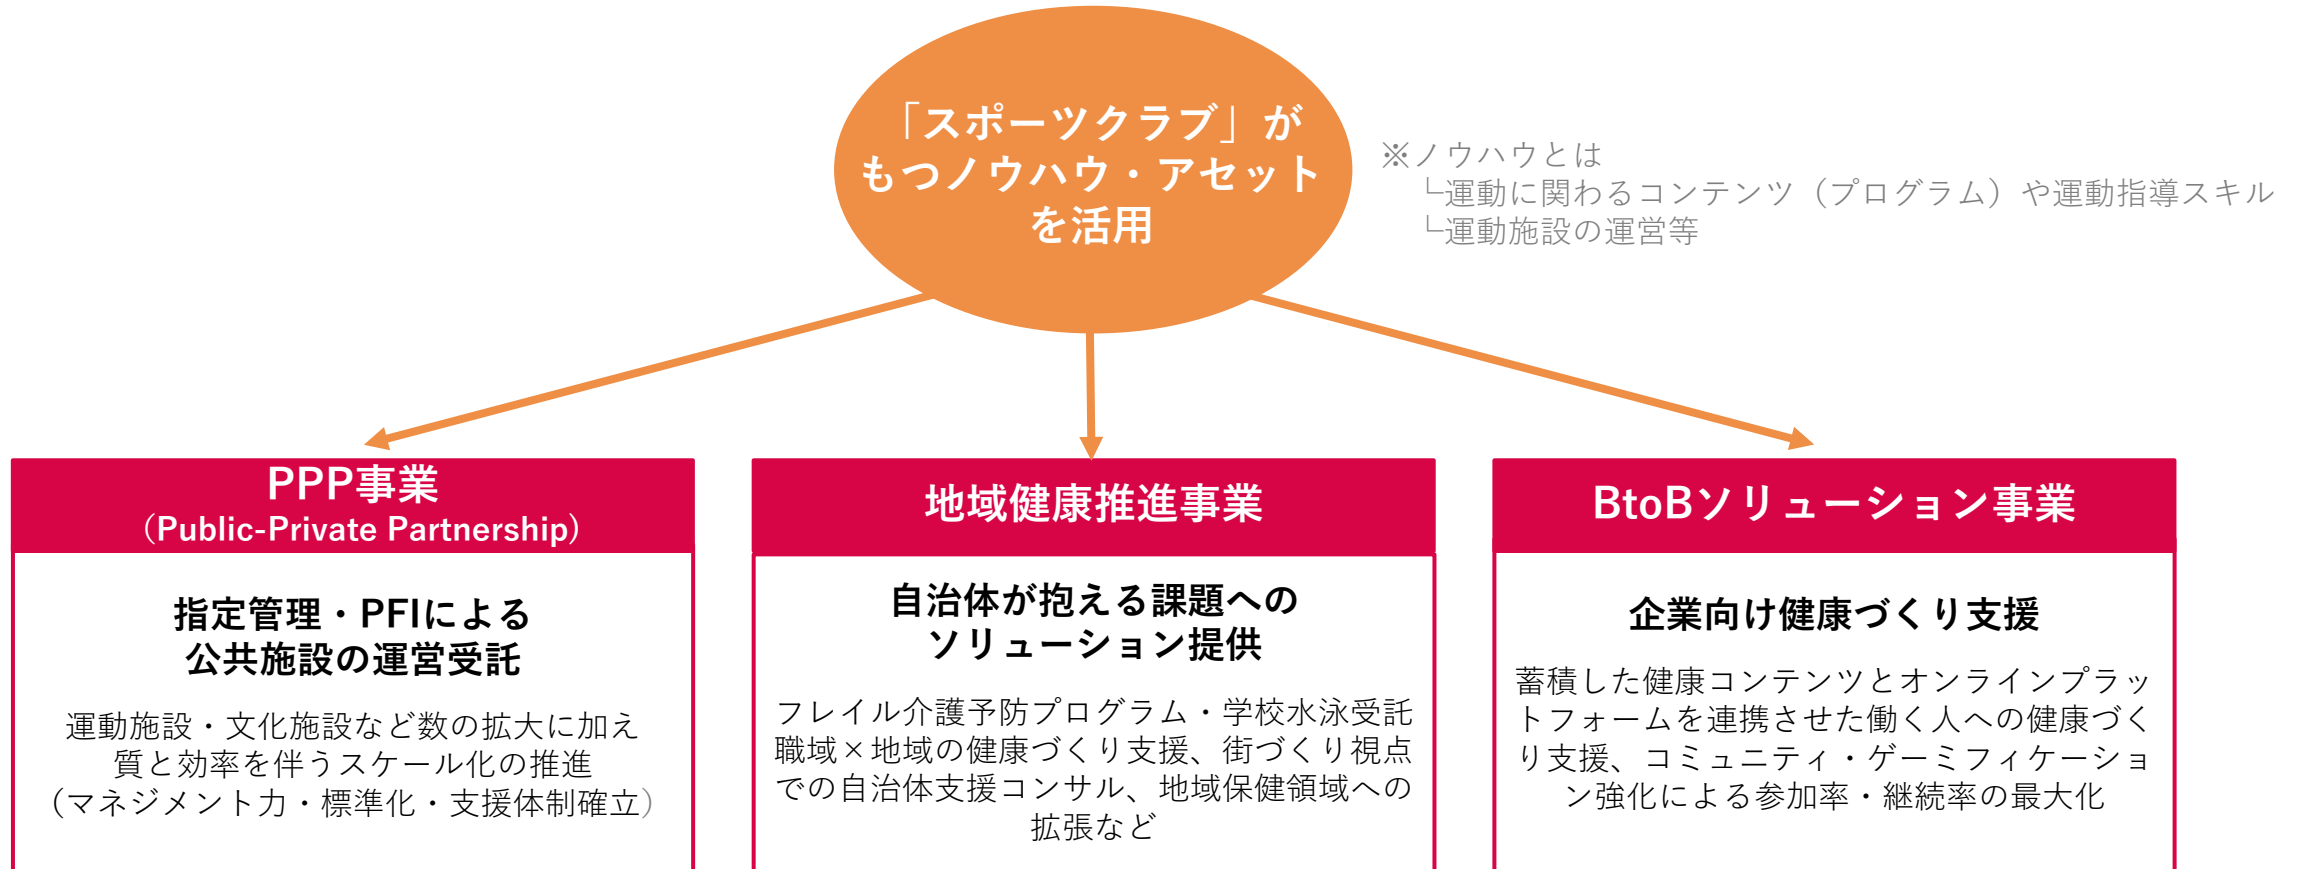 「スポーツクラブ」が
もつノウハウ・アセット
を活用
※ノウハウとは
└運動に関わるコンテンツ（プログラム）や運動指導スキル
└運動施設の運営等
PPP事業
（Public-Private Partnership）
指定管理・PFIによる
公共施設の運営受託
運動施設・文化施設など数の拡大に加え
質と効率を伴うスケール化の推進
（マネジメント力・標準化・支援体制確立）
地域健康推進事業
自治体が抱える課題への
ソリューション提供
フレイル介護予防プログラム・学校水泳受託
職域×地域の健康づくり支援、街づくり視点
での自治体支援コンサル、地域保健領域への
拡張など
BtoBソリューション事業
企業向け健康づくり支援
蓄積した健康コンテンツとオンラインプラッ
トフォームを連携させた働く人への健康づく
り支援、コミュニティ・ゲーミフィケーショ
ン強化による参加率・継続率の最大化